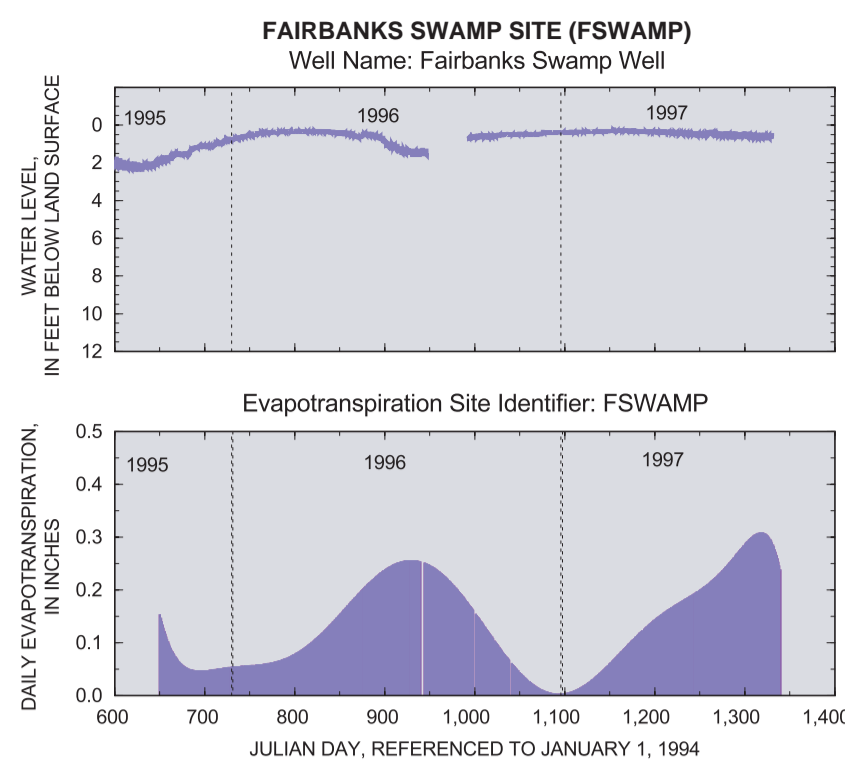 FAIRBANKS SWAMP SITE (FSWAMP)
Well Name: Fairbanks Swamp Well
WATER LEVEL,
IN FEET BELOW LAND SURFACE
0
2
4
6
8
10
12
1995
1996
1997
Evapotranspiration Site Identifier: FSWAMP
DAILY EVAPOTRANSPIRATION,
IN INCHES
0.5
0.4
0.3
0.2
0.1
0.0
1995
1996
1997
600 700 800 900 1,000 1,100 1,200 1,300 1,400
JULIAN DAY, REFERENCED TO JANUARY 1, 1994